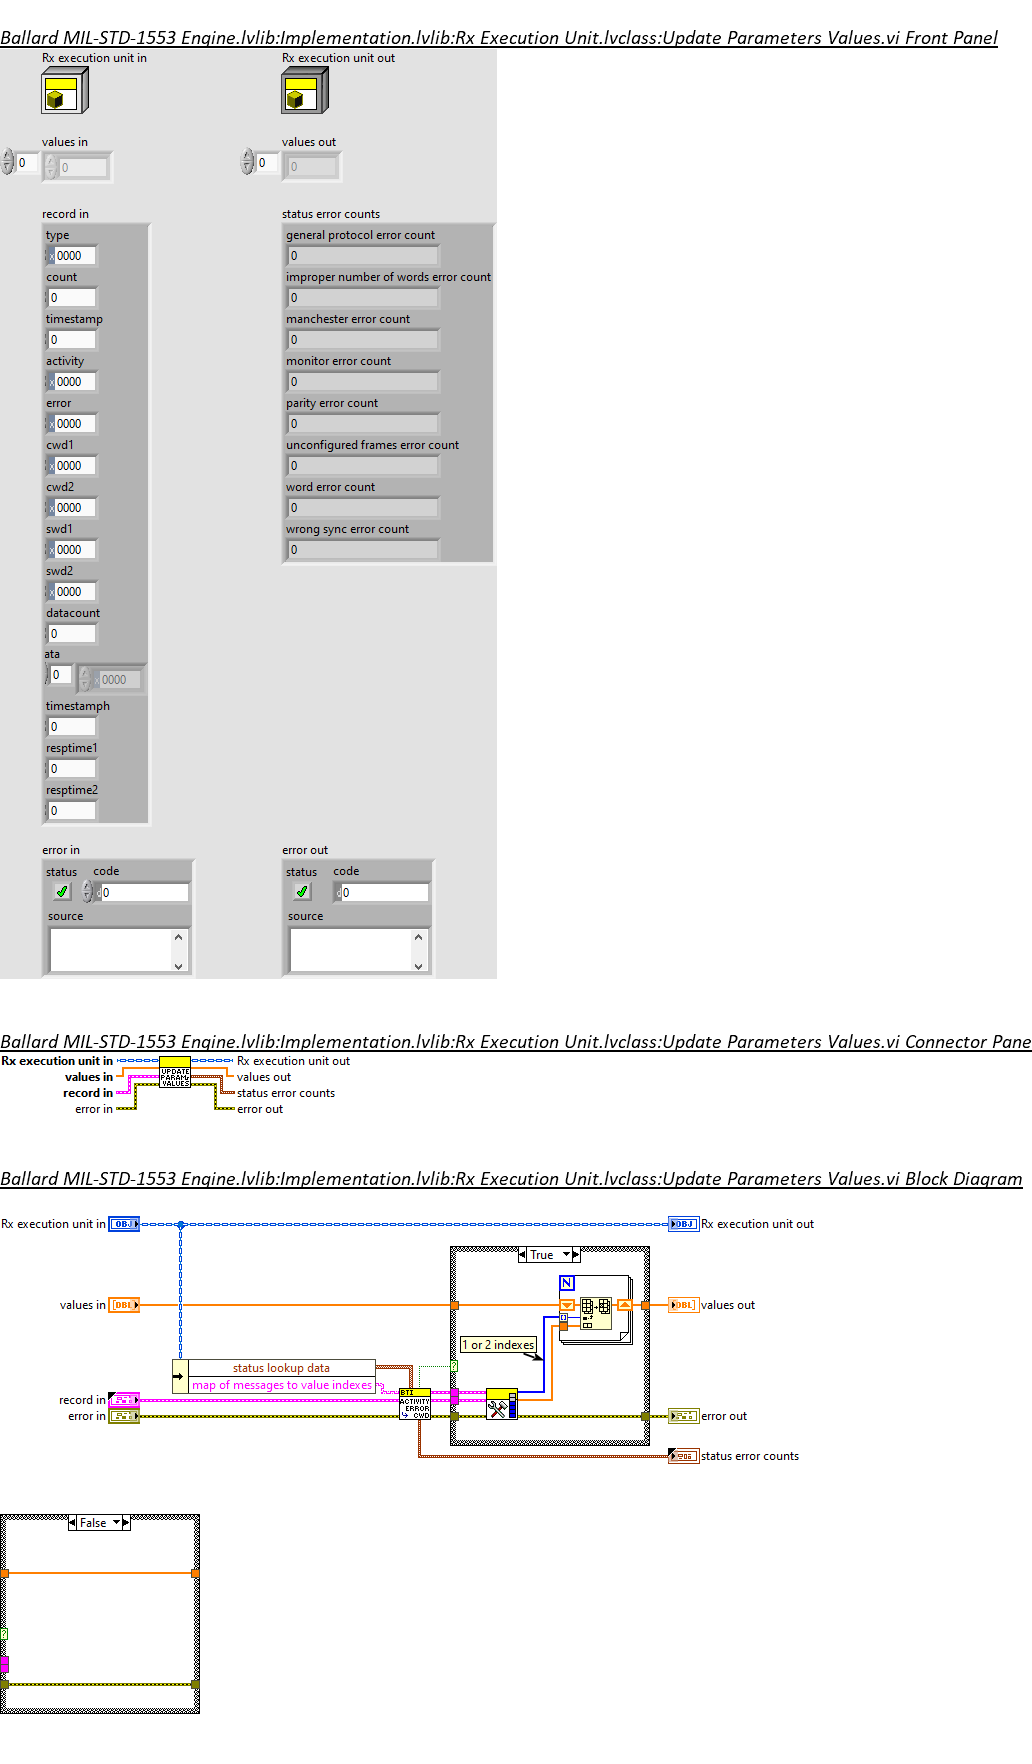 Ballard MIL-STD-1553 Engine.lvlib:Implementation.lvlib:Rx Execution Unit.lvclass:Update Parameters Values.vi Front Panel
Rx execution unit in
Rx execution unit out
values in
values out
0
0
0
0
record in
status error counts
type
x 0000
count
0
timestamp
0
activity
x 0000
error
x 0000
cwd1
x 0000
cwd2
x 0000
swd1
x 0000
swd2
x 0000
datacount
0
ata
0
x 0000
timestamph
0
resptime1
0
resptime2
0
general protocol error count
0
improper number of words error count
0
manchester error count
0
monitor error count
0
parity error count
0
unconfigured frames error count
0
word error count
0
wrong sync error count
0
error in
status code
d 0
source
error out
status code
d 0
source
Ballard MIL-STD-1553 Engine.lvlib:Implementation.lvlib:Rx Execution Unit.lvclass:Update Parameters Values.vi Connector Pane
Rx execution unit in
values in
record in
error in
UPDATE
PARAM.
VALUES
Rx execution unit out
values out
status error counts
error out
Ballard MIL-STD-1553 Engine.lvlib:Implementation.lvlib:Rx Execution Unit.lvclass:Update Parameters Values.vi Block Diagram
Rx execution unit in
OBJ
OBJ
Rx execution unit out
True
N
values in
DBL
DBL
values out
1 or 2 indexes
status lookup data
map of messages to value indexes
?
BTI
ACTIVITY
ERROR
CWD
record in
error in
error out
status error counts
False
?